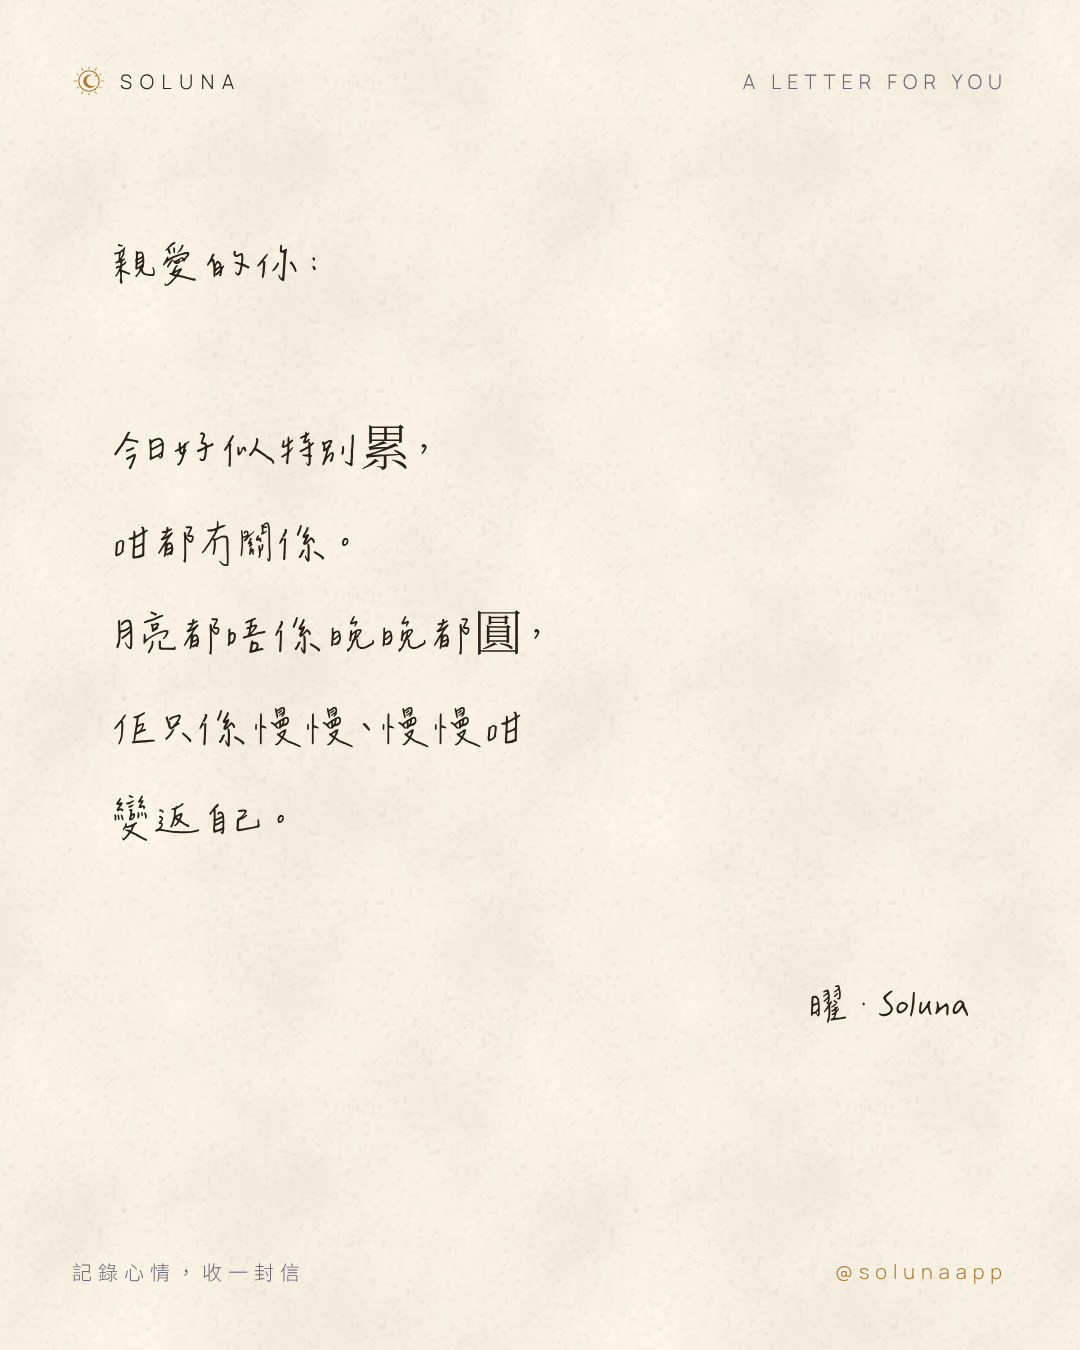 SOLUNA
A LETTER FOR YOU
親愛的你：
今日好似特別累，
咁都冇關係。
月亮都唔係晚晚都圓，
佢只係慢慢、慢慢咁
變返自己。
曜 · Soluna
記錄心情，收一封信
@solunaapp